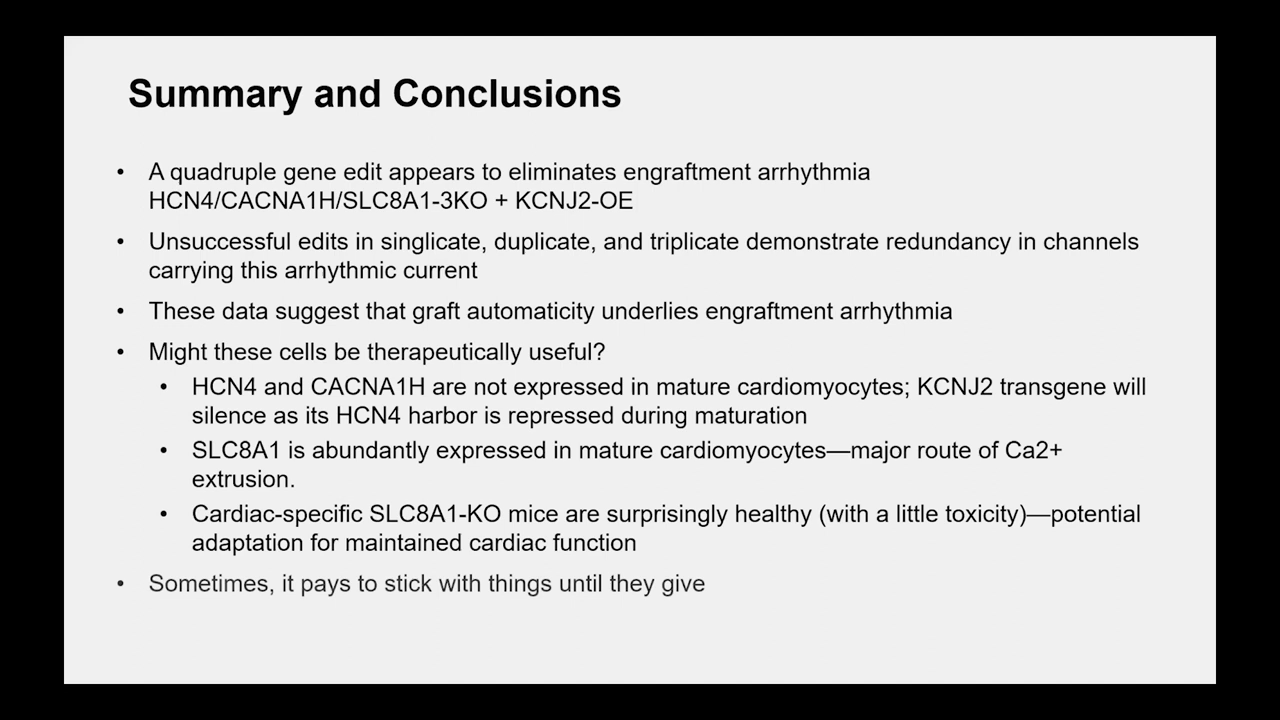 Summary and Conclusions
• A quadruple gene edit appears to eliminates engraftment arrhythmia
HCN4/CACNA1H/SLC8A1-3KO + KCNJ2-OE
• Unsuccessful edits in singlicate, duplicate, and triplicate demonstrate redundancy in channels
carrying this arrhythmic current
• These data suggest that graft automaticity underlies engraftment arrhythmia
• Might these cells be therapeutically useful?
• HCN4 and CACNA1H are not expressed in mature cardiomyocytes; KCNJ2 transgene will
silence as its HCN4 harbor is repressed during maturation
• SLC8A1 is abundantly expressed in mature cardiomyocytes—major route of Ca2+
extrusion.
• Cardiac-specific SLC8A1-KO mice are surprisingly healthy (with a little toxicity)—potential
adaptation for maintained cardiac function
• Sometimes, it pays to stick with things until they give